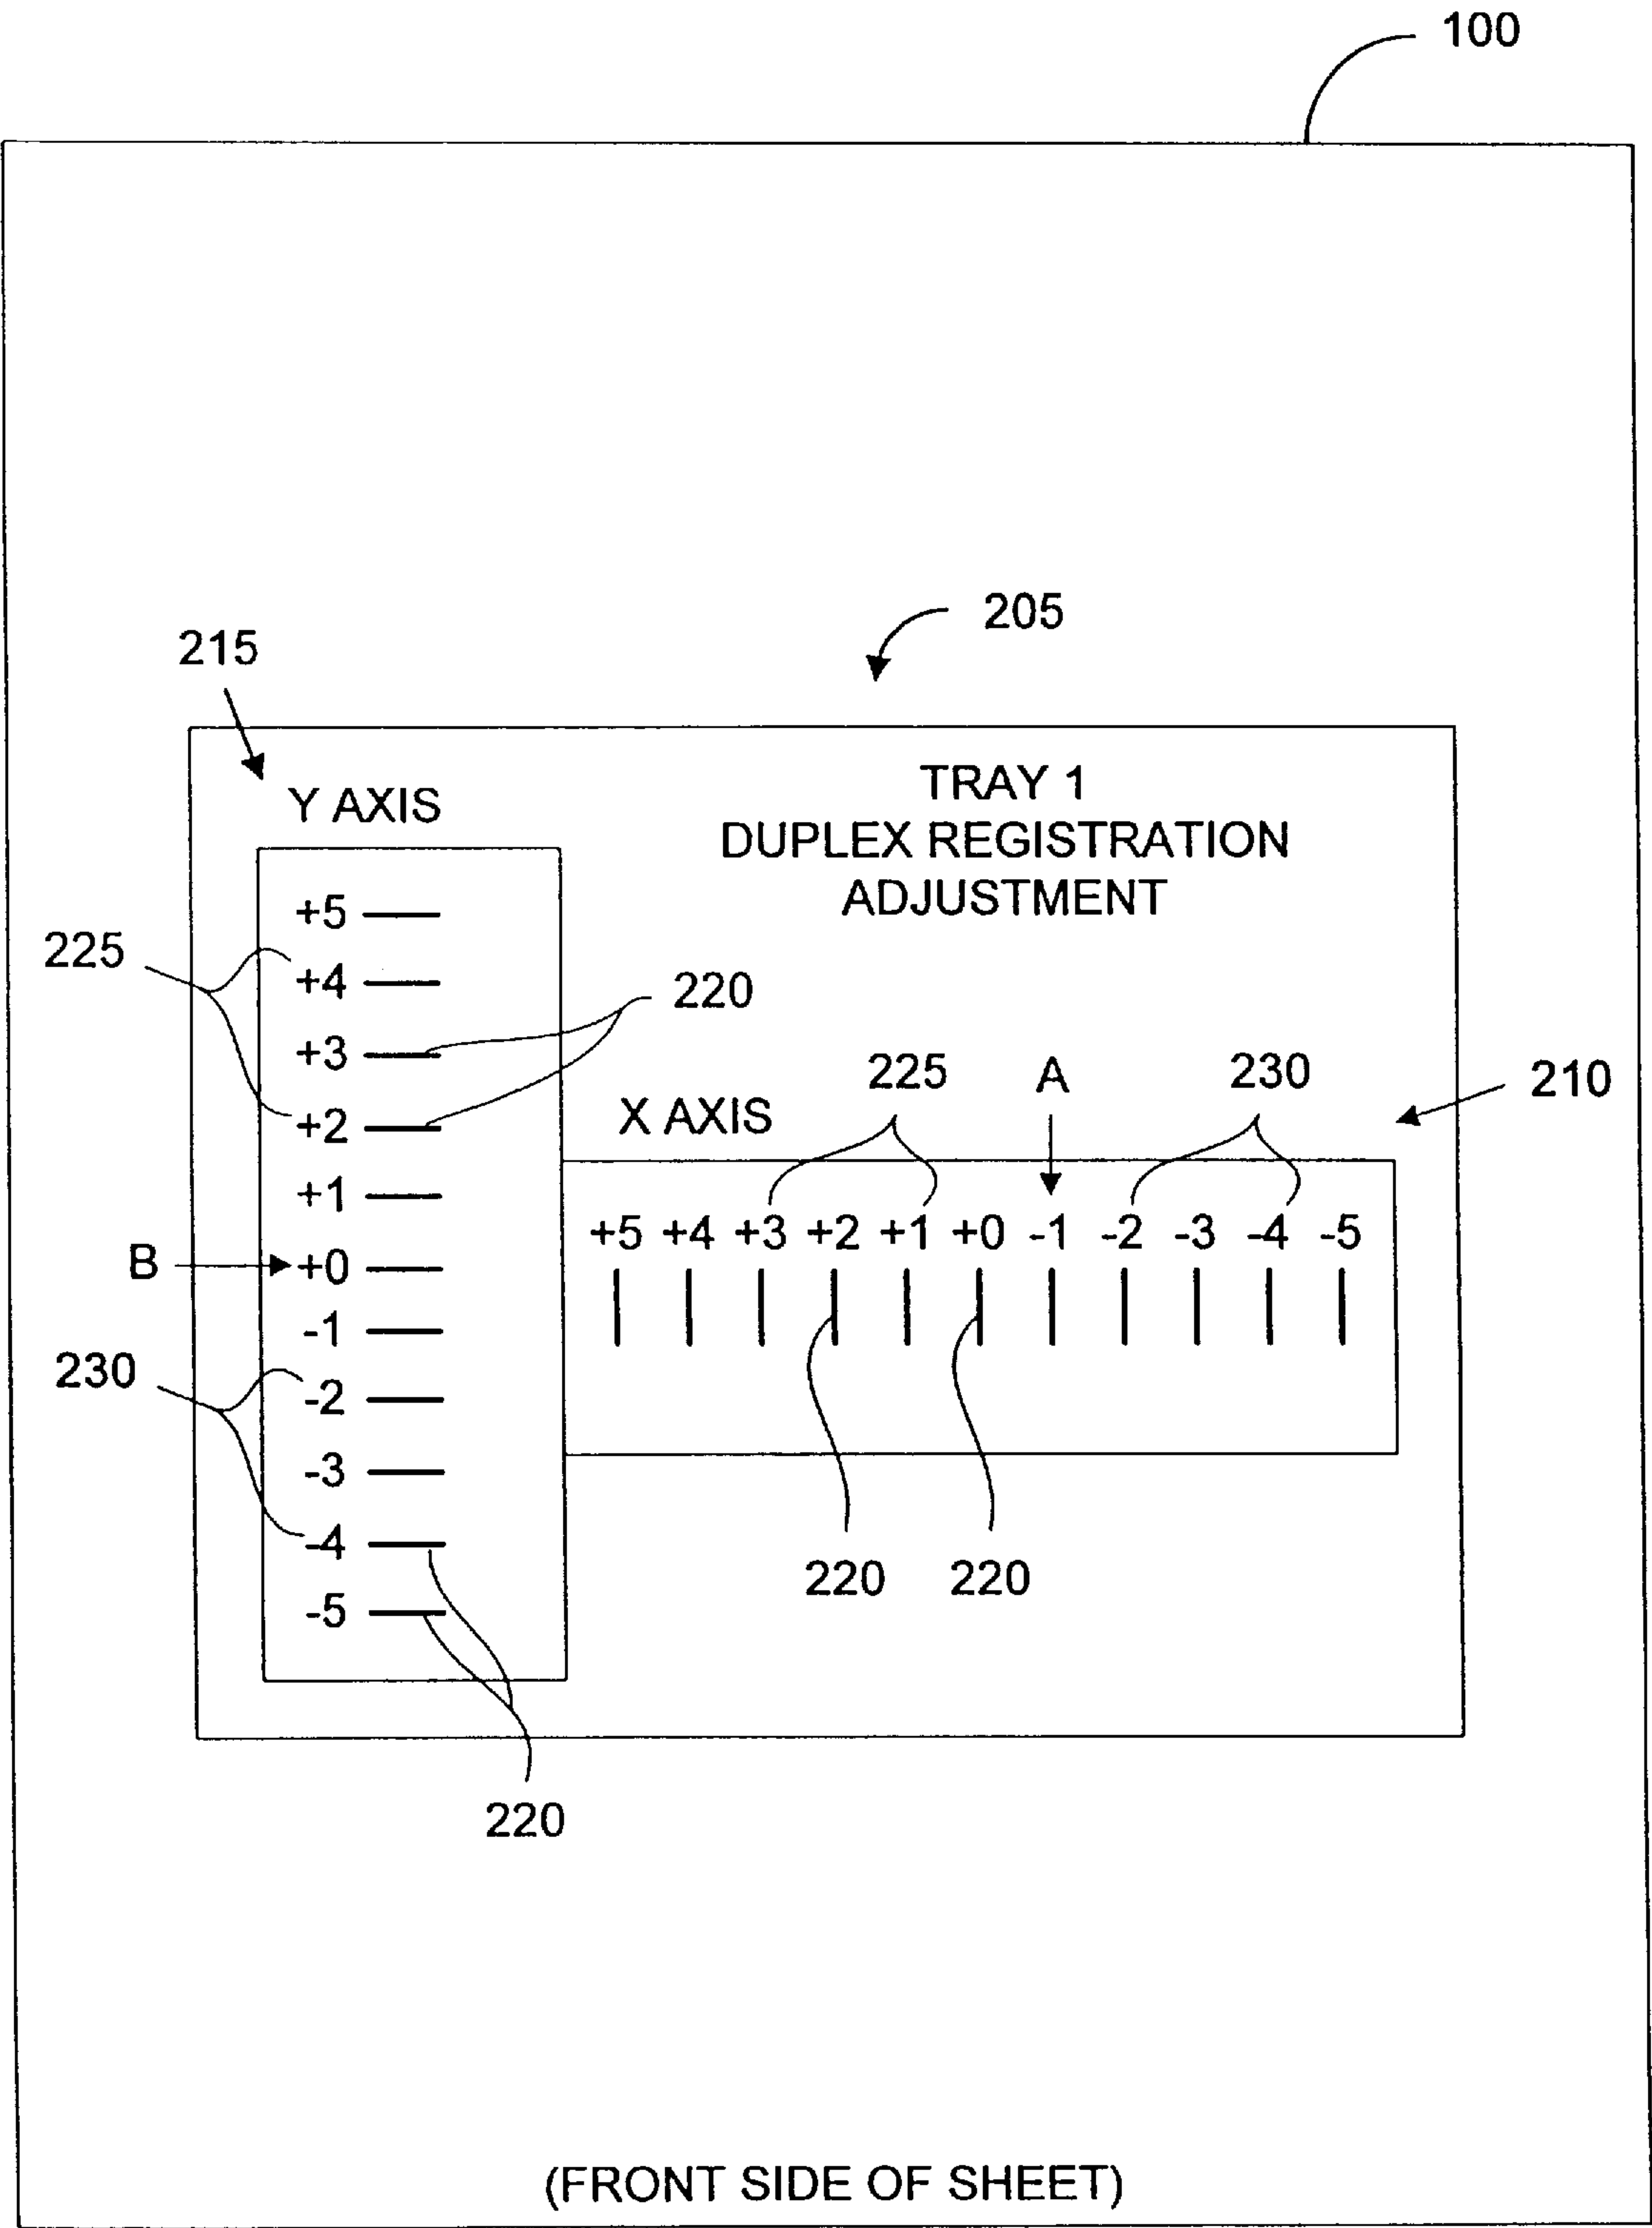 100
205
215
TRAY 1
DUPLEX REGISTRATION
ADJUSTMENT
Y AXIS
+5
225
+4
220
+3
225
A
230
210
+2
X AXIS
+1
+5 +4 +3 +2 +1 +0 -1 -2 -3 -4 -5
B
+0
-1
230
-2
-3
-4
220 220
-5
220
(FRONT SIDE OF SHEET)